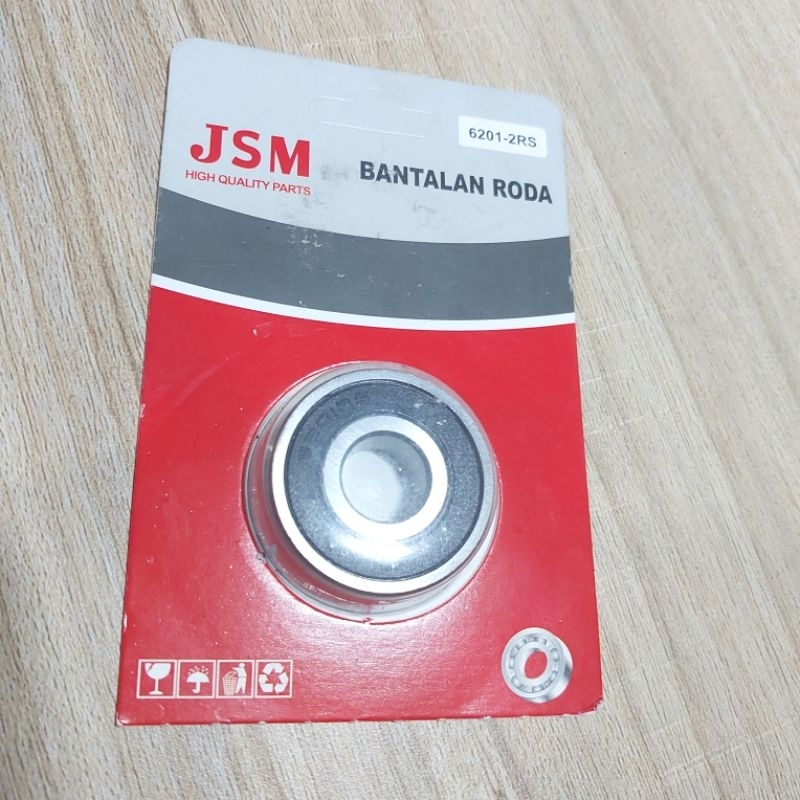 JSM
HIGH QUALITY PARTS
6201-2RS
BANTALAN RODA